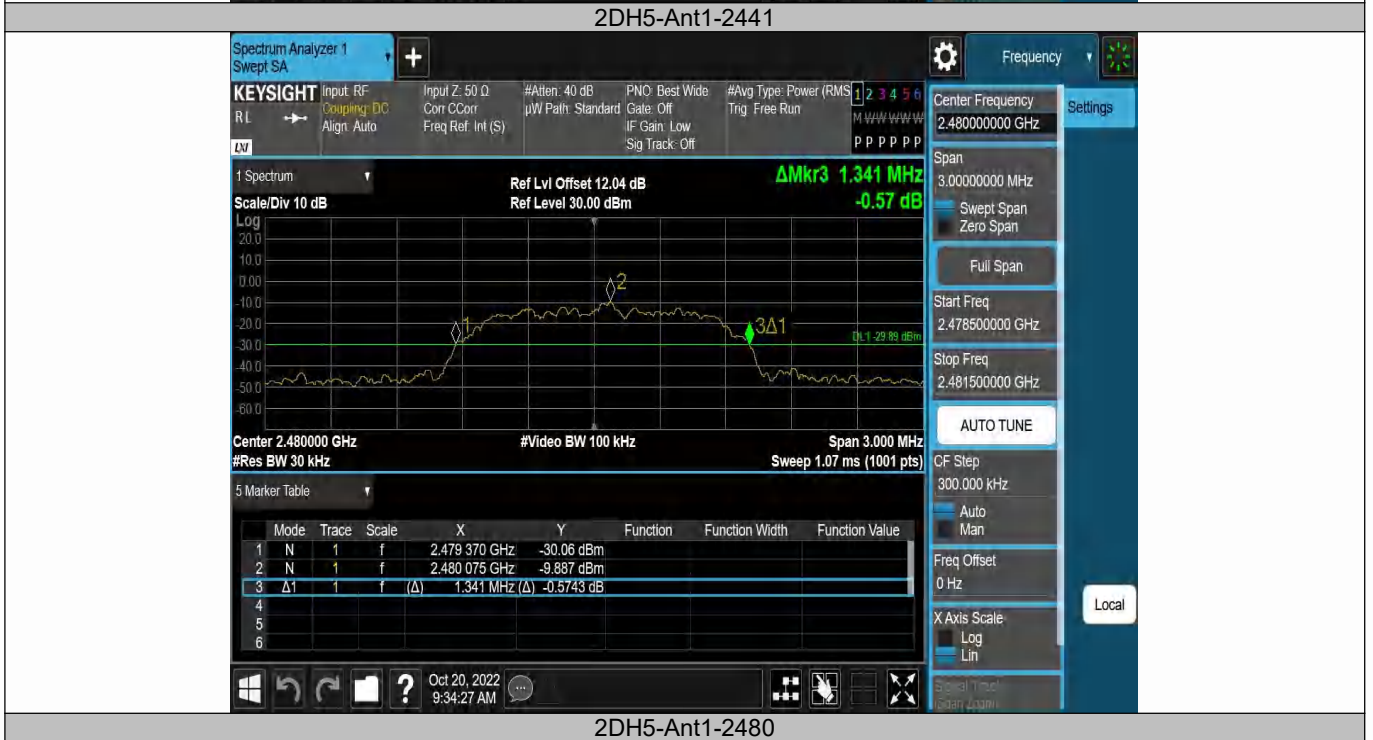 2DH5-Ant1-2441
Spectrum Analyzer 1
Swept SA
+
Frequency
KEYSIGHT
RL
LXI
Input: RF
Coupling: DC
Align: Auto
Input Z: 50 Ω
Corr CCorr
Freq Ref: Int (S)
#Atten: 40 dB
µW Path: Standard
PNO: Best Wide
Gate: Off
IF Gain: Low
Sig Track: Off
#Avg Type: Power (RMS
Trig: Free Run
1 2 3 4 5 6
M W W W W W
P P P P P P
1 Spectrum
Scale/Div 10 dB
Ref Lvl Offset 12.04 dB
Ref Level 30.00 dBm
ΔMkr3 1.341 MHz
-0.57 dB
Log
20.0
10.0
0.00
-10.0
-20.0
-30.0
-40.0
-50.0
-60.0
1
2
3Δ1
DL1 -29.89 dBm
Center 2.480000 GHz
#Res BW 30 kHz
#Video BW 100 kHz
Span 3.000 MHz
Sweep 1.07 ms (1001 pts)
5 Marker Table
Mode Trace Scale X Y Function Function Width Function Value
1 N 1 f 2.479 370 GHz -30.06 dBm
2 N 1 f 2.480 075 GHz -9.887 dBm
3 Δ1 1 f (Δ) 1.341 MHz (Δ) -0.5743 dB
4
5
6
?
Oct 20, 2022
9:34:27 AM
Center Frequency
2.480000000 GHz
Settings
Span
3.00000000 MHz
Swept Span
Zero Span
Full Span
Start Freq
2.478500000 GHz
Stop Freq
2.481500000 GHz
AUTO TUNE
CF Step
300.000 kHz
Auto
Man
Freq Offset
0 Hz
X Axis Scale
Log
Lin
Local
2DH5-Ant1-2480